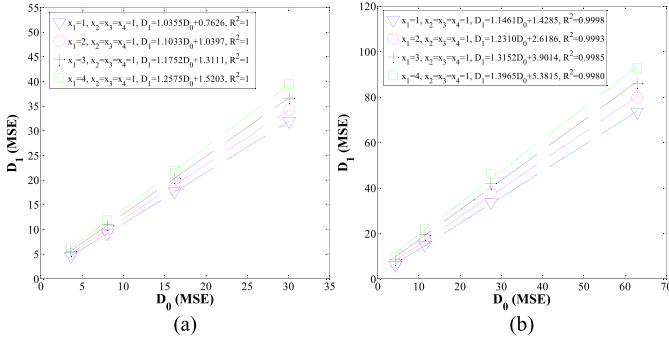 55
50
45
40
35
30
25
20
15
10
5
0
D1 (MSE)
x1=1, x2=x3=x4=1, D1=1.0355D0+0.7626, R2=1
x1=2, x2=x3=x4=1, D1=1.1033D0+1.0397, R2=1
x1=3, x2=x3=x4=1, D1=1.1752D0+1.3111, R2=1
x1=4, x2=x3=x4=1, D1=1.2575D0+1.5203, R2=1
0 5 10 15 20 25 30 35
D0 (MSE)
(a)
120
100
80
60
40
20
0
D1 (MSE)
x1=1, x2=x3=x4=1, D1=1.1461D0+1.4285, R2=0.9998
x1=2, x2=x3=x4=1, D1=1.2310D0+2.6186, R2=0.9993
x1=3, x2=x3=x4=1, D1=1.3152D0+3.9014, R2=0.9985
x1=4, x2=x3=x4=1, D1=1.3965D0+5.3815, R2=0.9980
0 10 20 30 40 50 60 70
D0 (MSE)
(b)